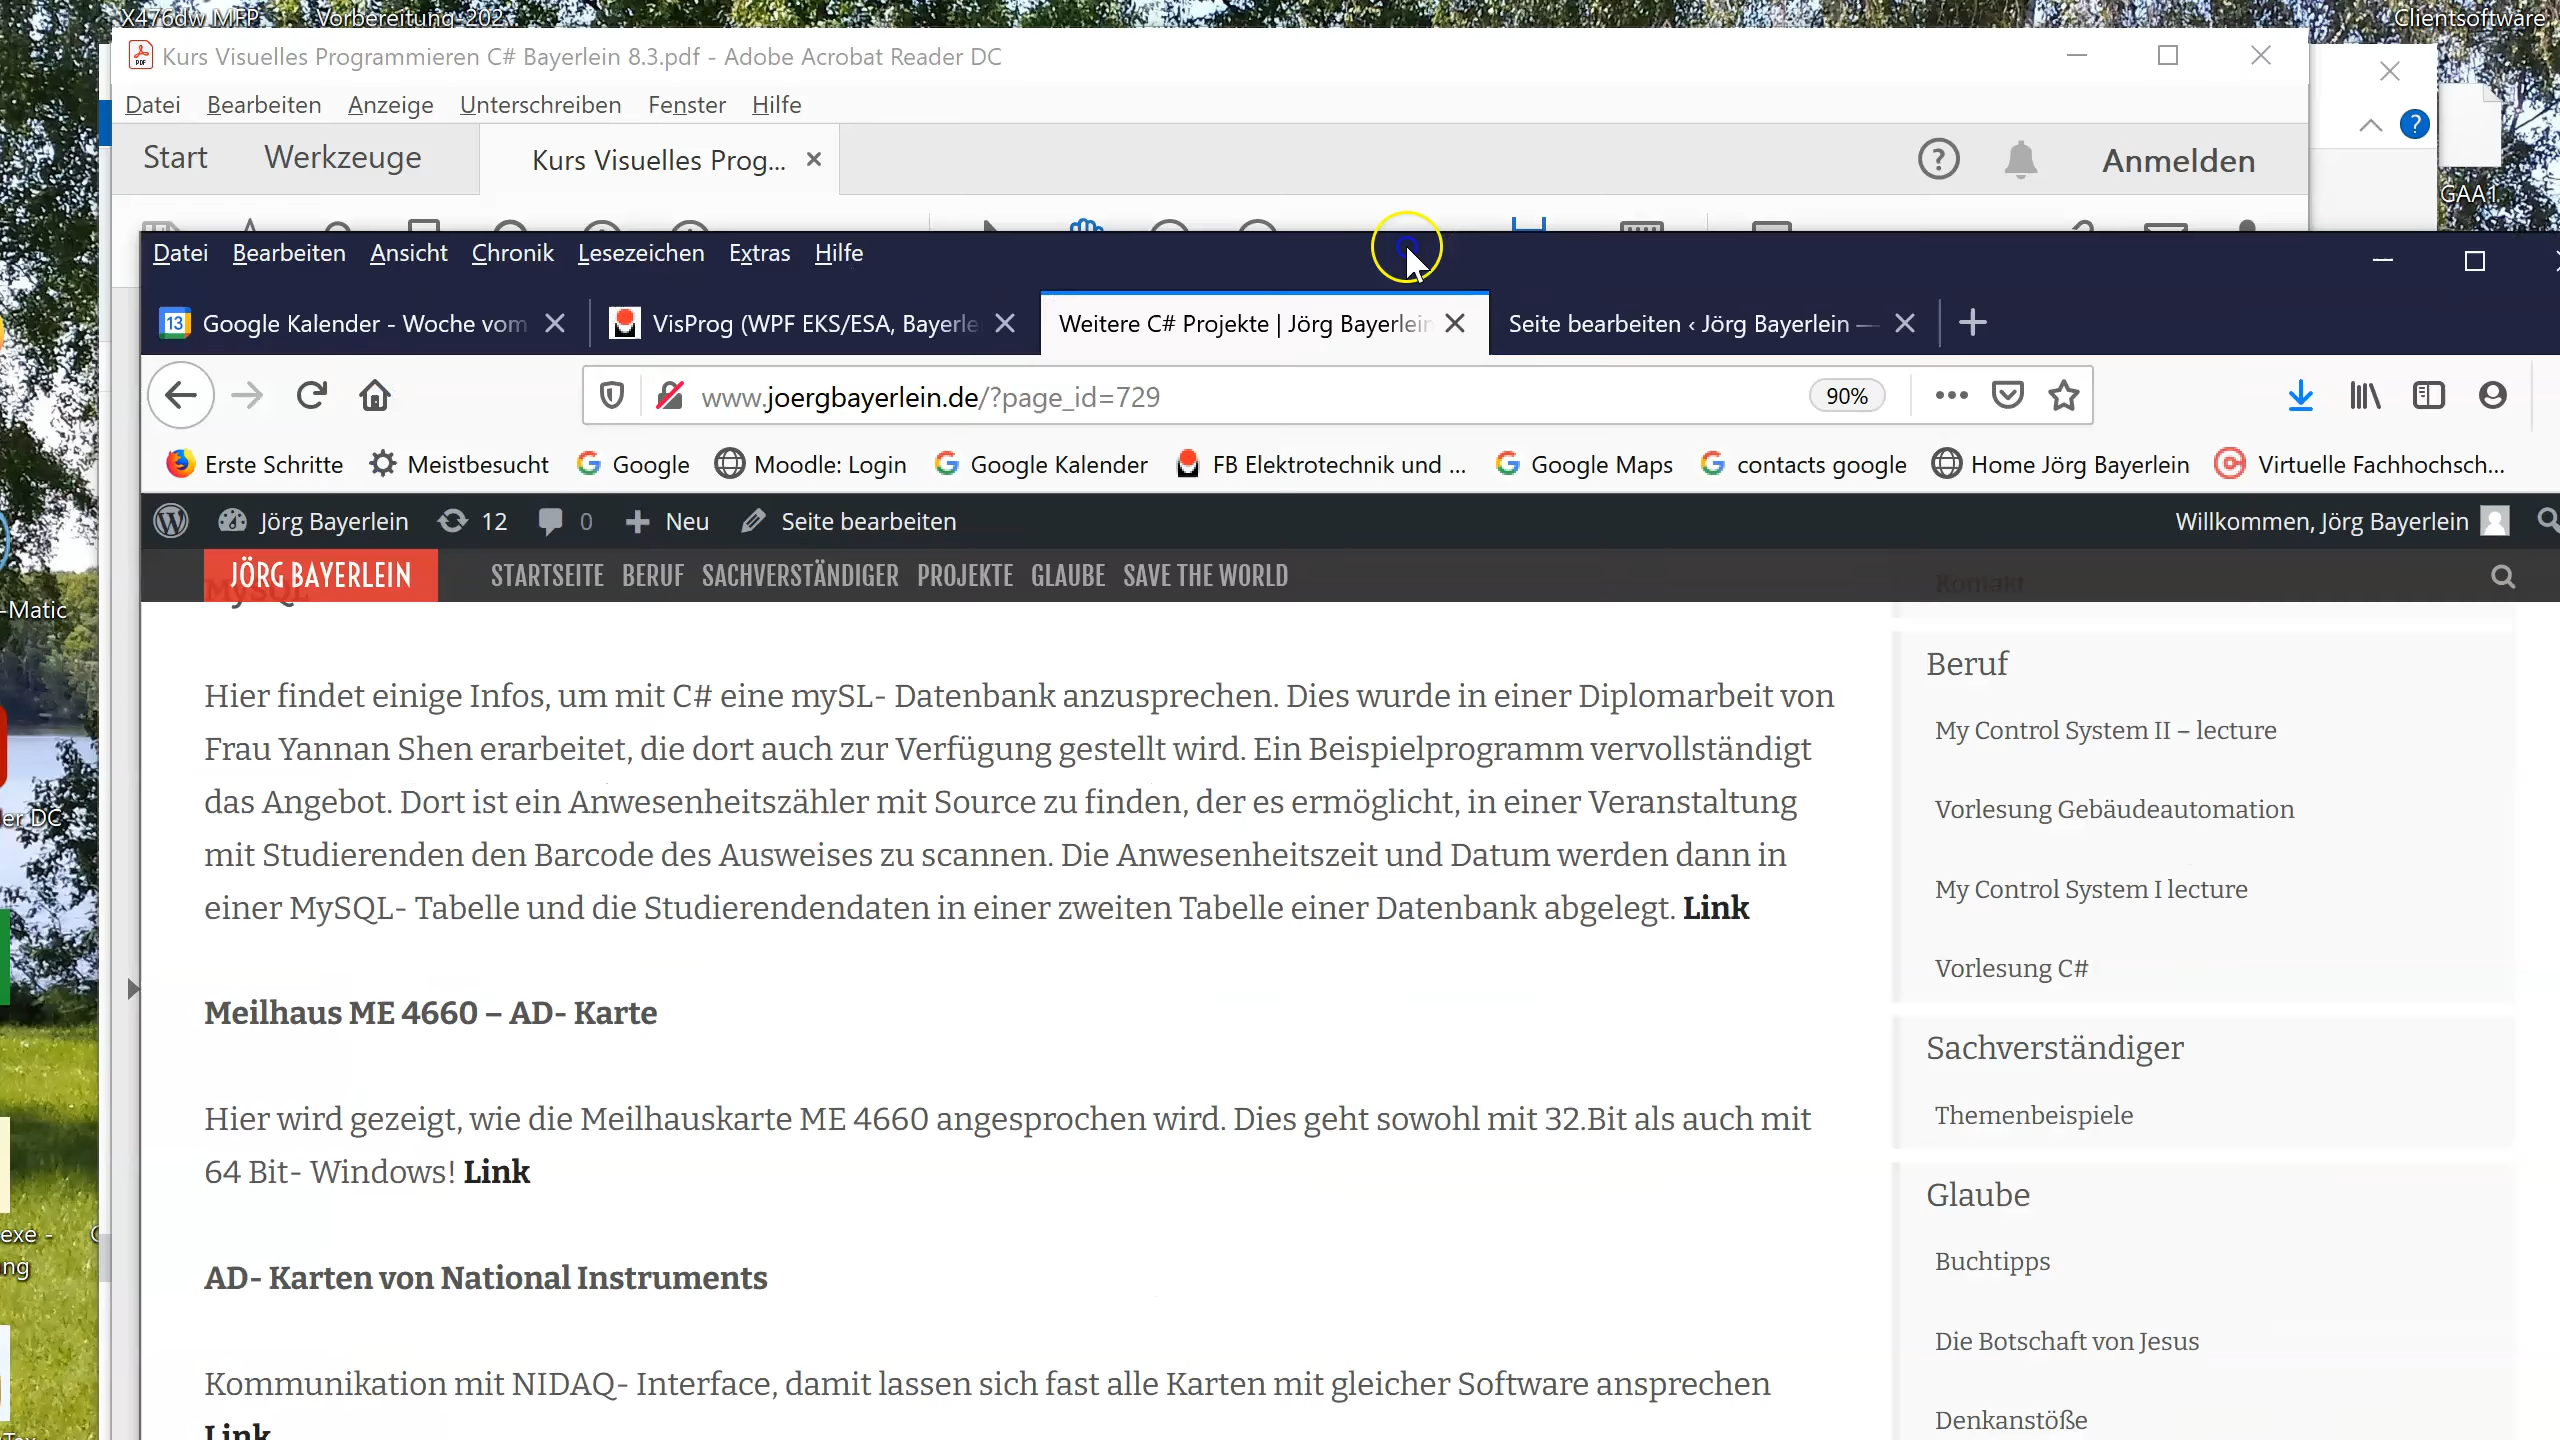 X476dw MFP Vorbereitung 202
Clientsoftware
Kurs Visuelles Programmieren C# Bayerlein 8.3.pdf - Adobe Acrobat Reader DC
Datei Bearbeiten Anzeige Unterschreiben Fenster Hilfe
Start Werkzeuge Kurs Visuelles Prog... Anmelden
GAA1
Datei Bearbeiten Ansicht Chronik Lesezeichen Extras Hilfe
13 Google Kalender - Woche vom VisProg (WPF EKS/ESA, Bayerle Weitere C# Projekte | Jörg Bayerlein Seite bearbeiten ‹ Jörg Bayerlein —
www.joergbayerlein.de/?page_id=729 90%
Erste Schritte Meistbesucht Google Moodle: Login Google Kalender FB Elektrotechnik und ... Google Maps contacts google Home Jörg Bayerlein Virtuelle Fachhochsch...
Jörg Bayerlein 12 0 Neu Seite bearbeiten Willkommen, Jörg Bayerlein
JÖRG BAYERLEIN STARTSEITE BERUF SACHVERSTÄNDIGER PROJEKTE GLAUBE SAVE THE WORLD
MySQL
Kontakt
Hier findet einige Infos, um mit C# eine mySL- Datenbank anzusprechen. Dies wurde in einer Diplomarbeit von
Frau Yannan Shen erarbeitet, die dort auch zur Verfügung gestellt wird. Ein Beispielprogramm vervollständigt
das Angebot. Dort ist ein Anwesenheitszähler mit Source zu finden, der es ermöglicht, in einer Veranstaltung
mit Studierenden den Barcode des Ausweises zu scannen. Die Anwesenheitszeit und Datum werden dann in
einer MySQL- Tabelle und die Studierendendaten in einer zweiten Tabelle einer Datenbank abgelegt. Link
Meilhaus ME 4660 – AD- Karte
Hier wird gezeigt, wie die Meilhauskarte ME 4660 angesprochen wird. Dies geht sowohl mit 32.Bit als auch mit
64 Bit- Windows! Link
AD- Karten von National Instruments
Kommunikation mit NIDAQ- Interface, damit lassen sich fast alle Karten mit gleicher Software ansprechen
Link
Beruf
My Control System II – lecture
Vorlesung Gebäudeautomation
My Control System I lecture
Vorlesung C#
Sachverständiger
Themenbeispiele
Glaube
Buchtipps
Die Botschaft von Jesus
Denkanstöße
-Matic
er DC
exe -
ng